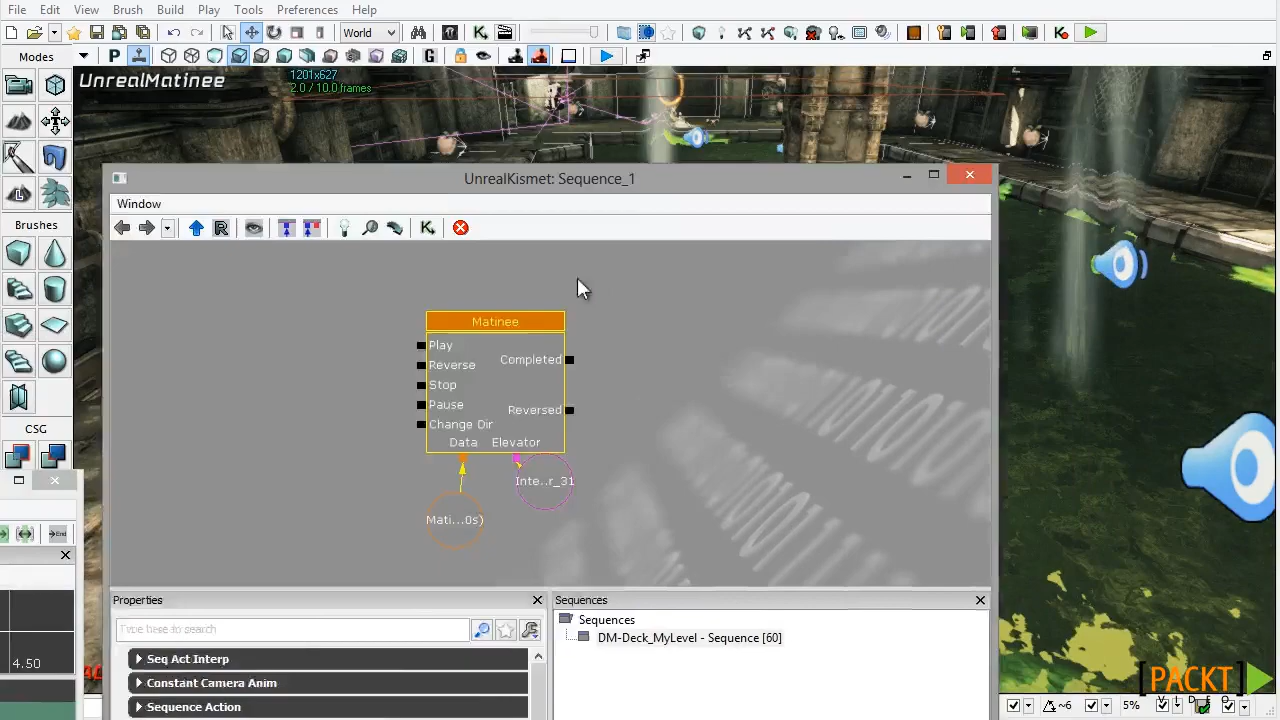 File Edit View Brush Build Play Tools Preferences Help
World
Modes
UnrealMatinee
1201x627
2.0 / 10.0 frames
UnrealKismet: Sequence_1
Window
Brushes
Matinee
Play
Completed
Reverse
Stop
Pause
Reversed
Change Dir
Data Elevator
CSG
Inte..r_31
Mati...0s)
Properties
Sequences
Type here to search
Sequences
DM-Deck_MyLevel - Sequence [60]
Seq Act Interp
4.50
Constant Camera Anim
Sequence Action
[PACKT]
~6
5%